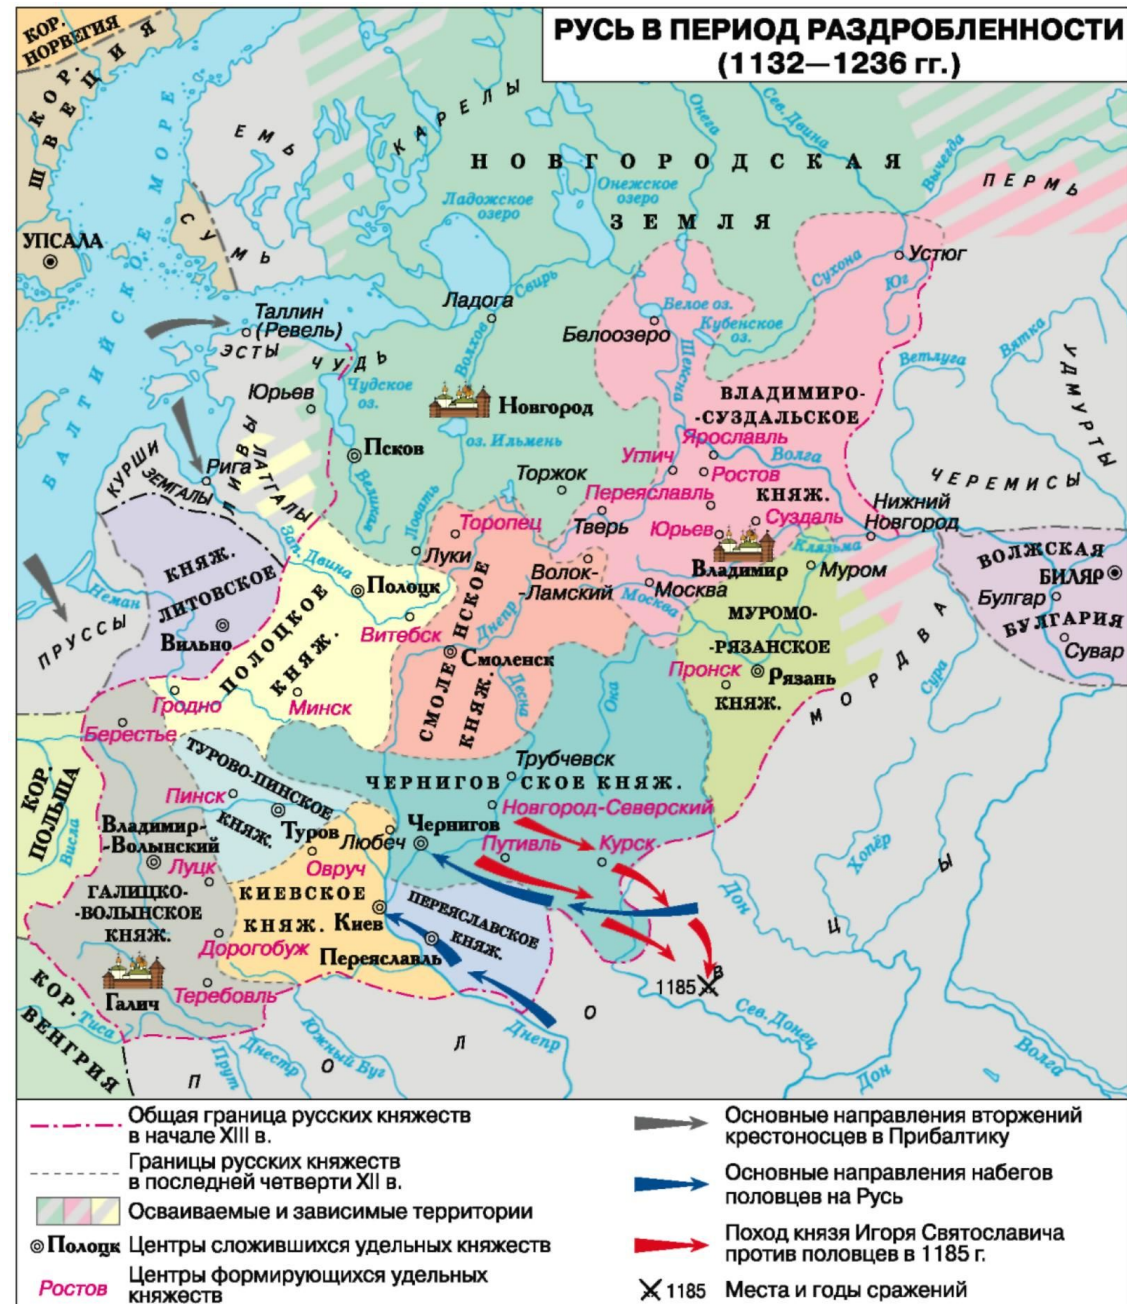 РУСЬ В ПЕРИОД РАЗДРОБЛЕННОСТИ
(1132—1236 гг.)
КОР.
НОРВЕГИЯ
КОР.
ШВЕЦИЯ
УПСАЛА
БАЛТИЙСКОЕ МОРЕ
ЕМЬ
СУМЬ
КАРЕЛЫ
НОВГОРОДСКАЯ
ЗЕМЛЯ
Онега
Сев. Двина
Вычегда
ПЕРМЬ
Ладожское
озеро
Онежское
озеро
Свирь
Ладога
Волхов
Белое оз.
Белоозеро
Кубенское
оз.
Сухона
Устюг
Юг
Шексна
Таллин
(Ревель)
ЭСТЫ
ЧУДЬ
Чудское
оз.
Юрьев
Новгород
оз. Ильмень
Псков
Великая
Ловать
ЛИВЫ
ЛАТГАЛЫ
КУРШИ
ЗЕМГАЛЫ
Рига
Зап. Двина
Торжок
Торопец
Луки
Тверь
Волок-
-Ламский
Москва
Москва
ВЛАДИМИРО-
-СУЗДАЛЬСКОЕ
КНЯЖ.
Ярославль
Углич
Ростов
Волга
Переяславль
Юрьев
Суздаль
Владимир
Клязьма
Нижний
Новгород
Ветлуга
Вятка
УДМУРТЫ
ЧЕРЕМИСЫ
ВОЛЖСКАЯ
БИЛЯР
Булгар
БУЛГАРИЯ
Сувар
Муром
МУРОМО-
-РЯЗАНСКОЕ
КНЯЖ.
Пронск
Рязань
МОРДВА
Сура
КНЯЖ.
ЛИТОВСКОЕ
Вильно
Неман
ПРУССЫ
Полоцк
ПОЛОЦКОЕ
КНЯЖ.
Витебск
Гродно
Минск
СМОЛЕНСКОЕ
КНЯЖ.
Днепр
Смоленск
Десна
Ока
Берестье
КОР.
ПОЛЬША
Висла
ТУРОВО-ПИНСКОЕ
КНЯЖ.
Пинск
Туров
ЧЕРНИГОВСКОЕ КНЯЖ.
Трубчевск
Новгород-Северский
Любеч
Чернигов
Путивль
Курск
Владимир-
-Волынский
Луцк
Овруч
ГАЛИЦКО-
-ВОЛЫНСКОЕ
КНЯЖ.
КИЕВСКОЕ
КНЯЖ.
Киев
ПЕРЕЯСЛАВСКОЕ
КНЯЖ.
Переяславль
Дорогобуж
Галич
Теребовль
КОР.
ВЕНГРИЯ
Тиса
Прут
Днестр
Южный Буг
Днепр
1185
Сев. Донец
Дон
Дон
Хопёр
Волга
ПОЛОВЦЫ
Общая граница русских княжеств
в начале XIII в.
Границы русских княжеств
в последней четверти XII в.
Осваиваемые и зависимые территории
Полоцк Центры сложившихся удельных княжеств
Ростов Центры формирующихся удельных
княжеств
Основные направления вторжений
крестоносцев в Прибалтику
Основные направления набегов
половцев на Русь
Поход князя Игоря Святославича
против половцев в 1185 г.
1185 Места и годы сражений